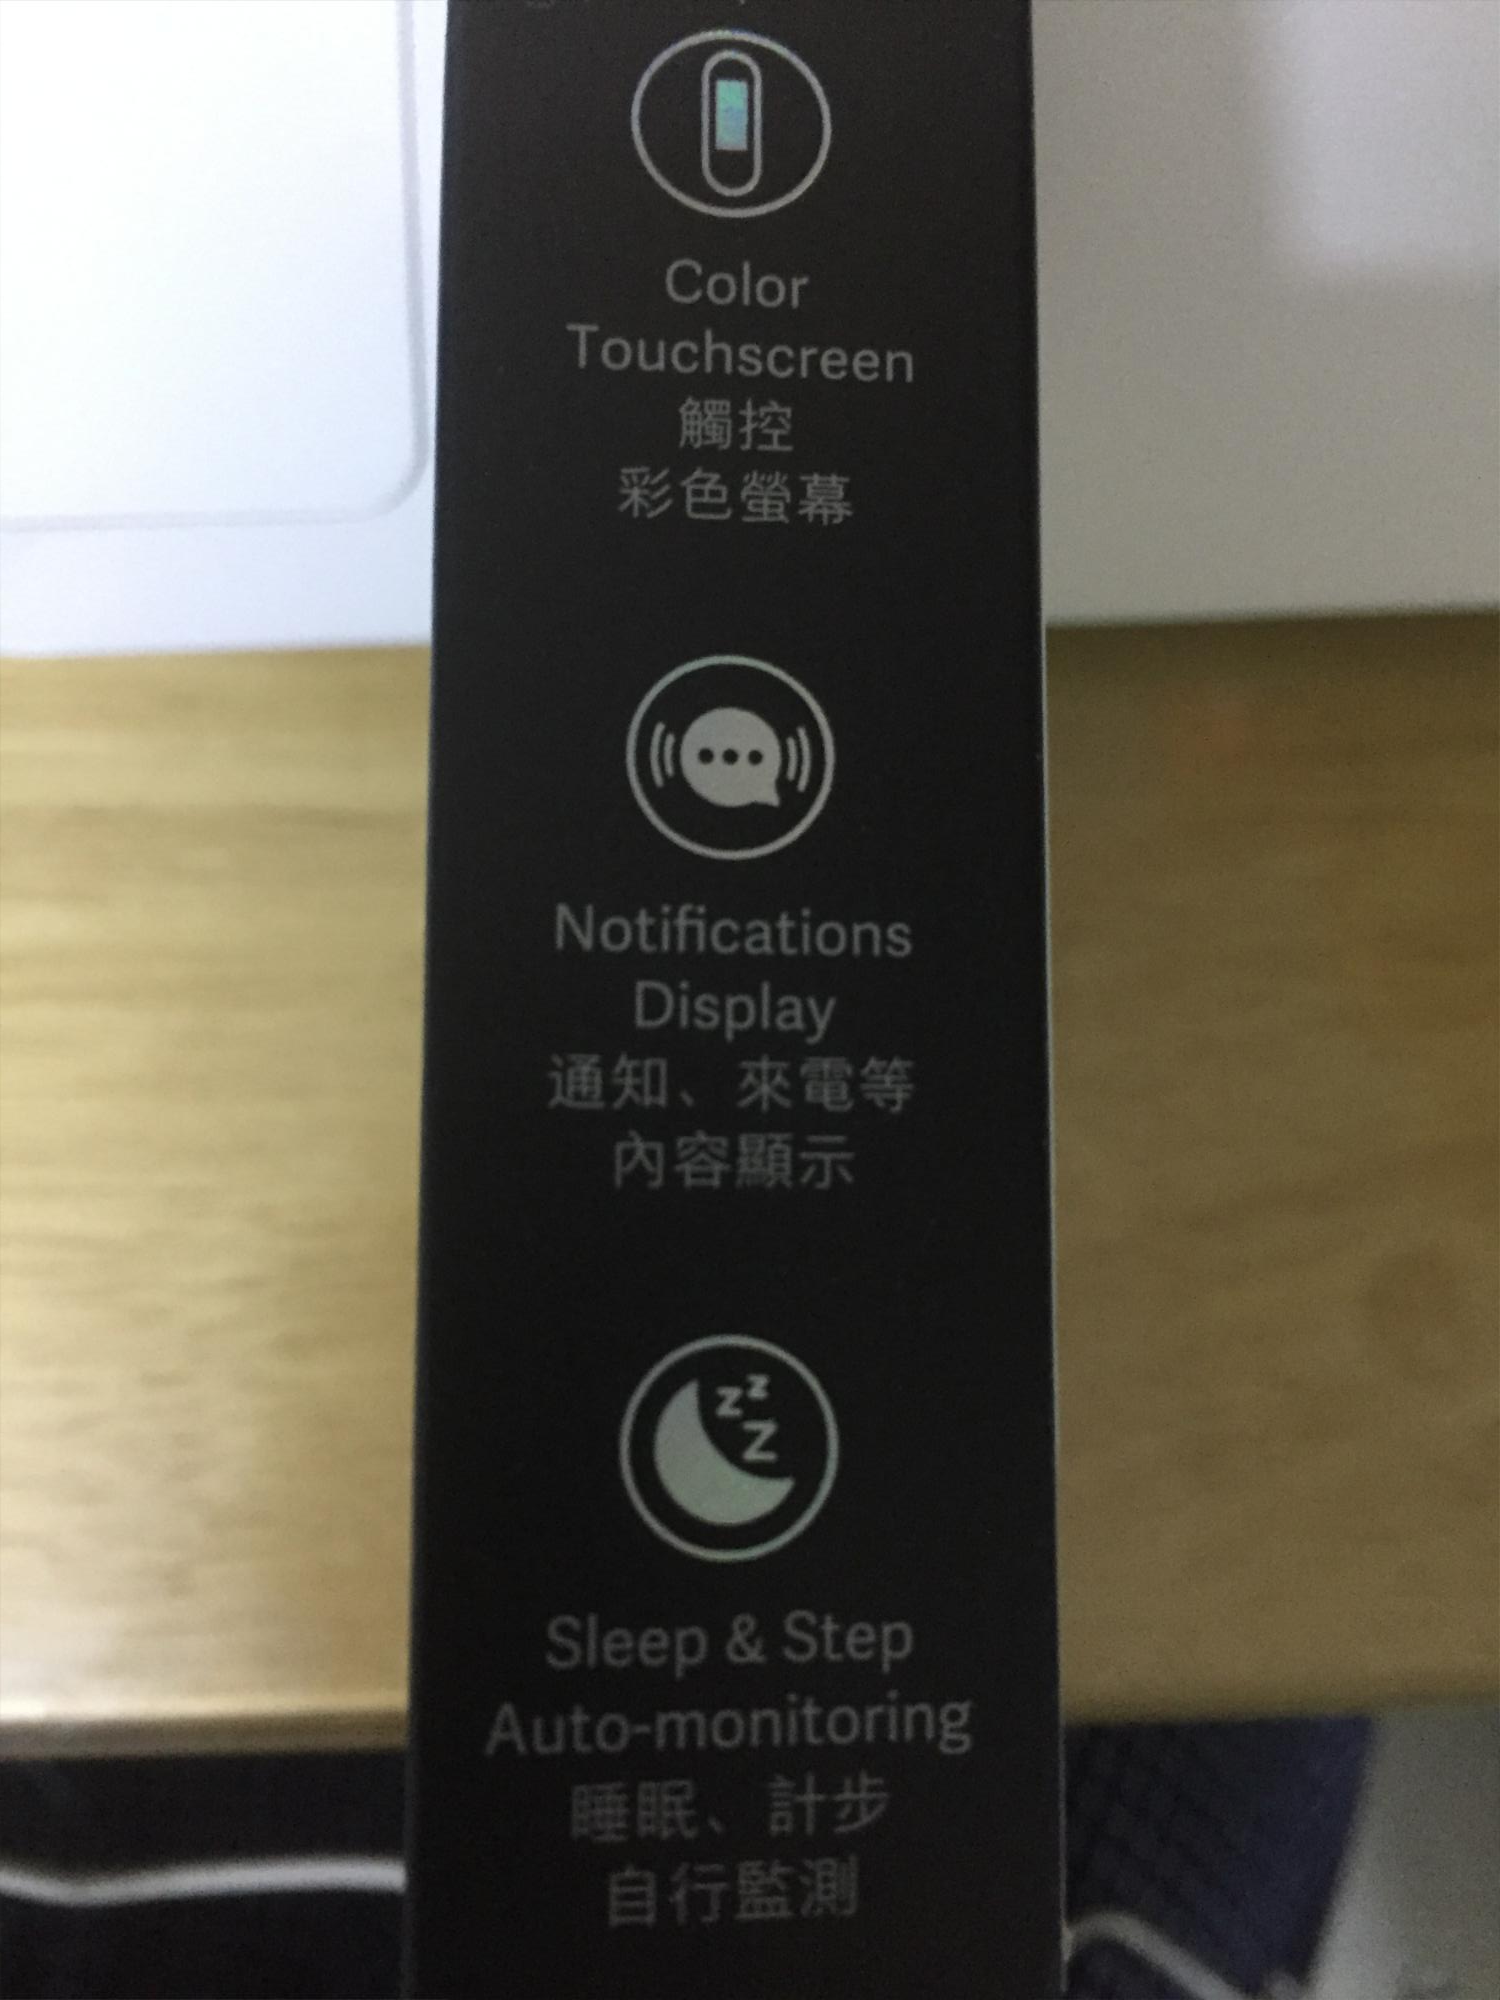 Color
Touchscreen
觸控
彩色螢幕
Notifications
Display
通知、來電等
內容顯示
zzz
Sleep & Step
Auto-monitoring
睡眠、計步
自行監測